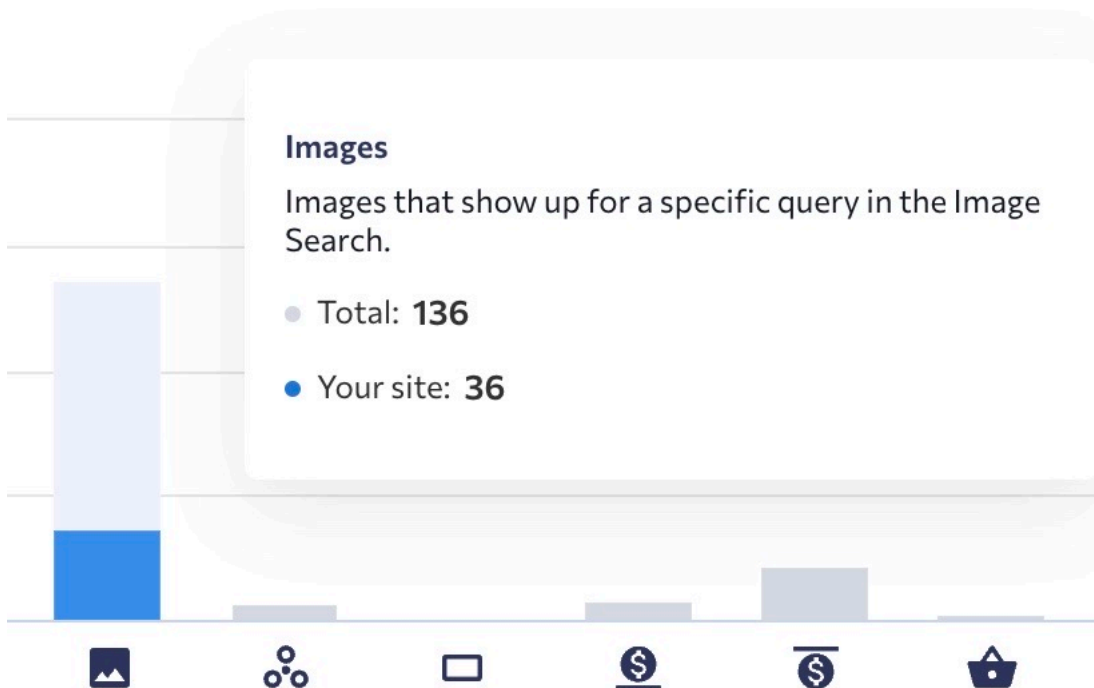 Images
Images that show up for a specific query in the Image
Search.
Total: 136
Your site: 36
$
$